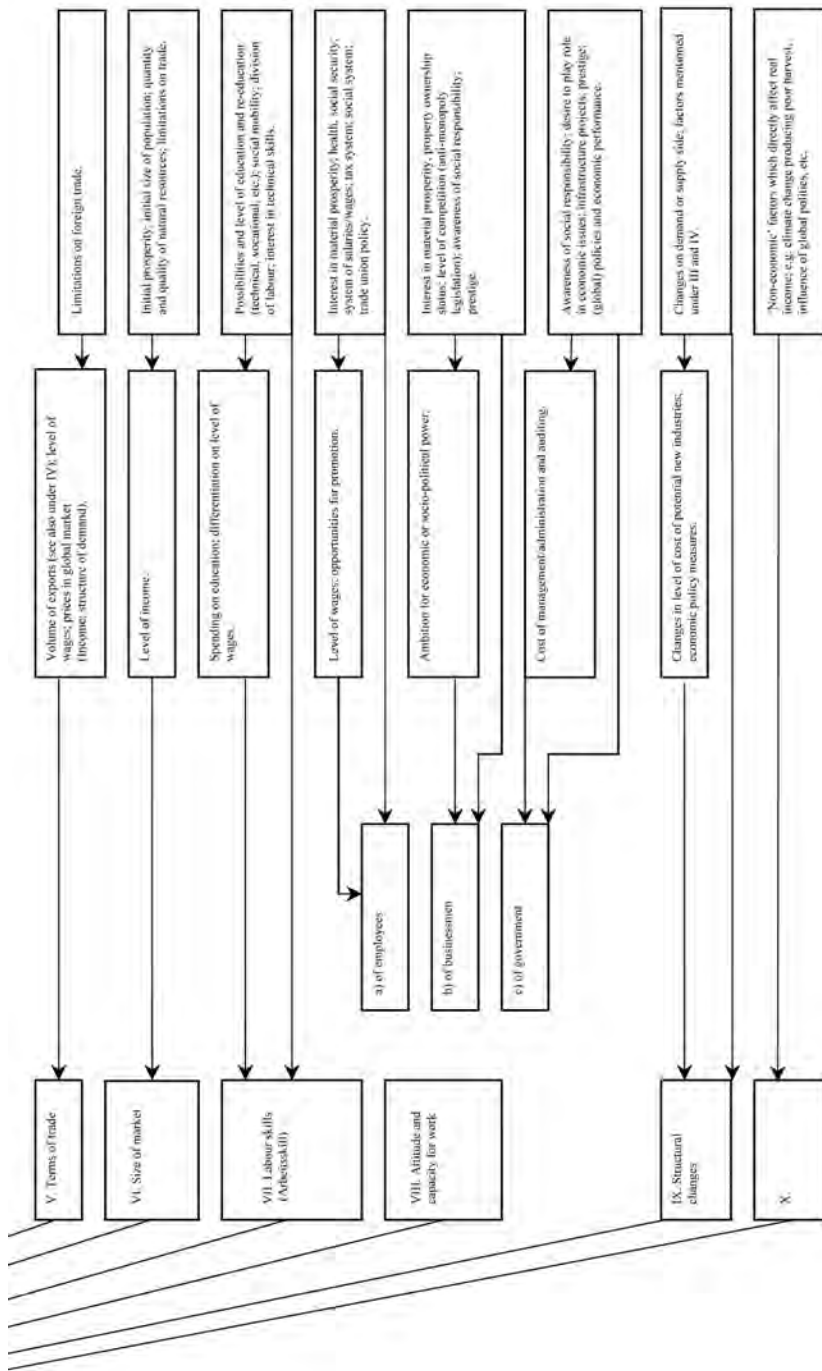 V. Terms of trade
Volume of exports (see also under IV); level of
wages; prices in global market
(income; structure of demand).
Limitations on foreign trade.
VI. Size of market
Level of income.
Initial prosperity; initial size of population; quantity
and quality of natural resources; limitations on trade.
VII. Labour skills
(Arbeitsskill)
Spending on education; differentiation on level of
wages.
Possibilities and level of education and re-education
(technical, vocational, etc.); social mobility; division
of labour; interest in technical skills.
VIII. Attitude and
capacity for work
a) of employees
Level of wages; opportunities for promotion.
Interest in material prosperity; health, social security;
system of salaries/wages; tax system; social system;
trade union policy.
b) of businessmen
Ambition for economic or socio-political power;
Interest in material prosperity, property ownership
status; level of competition (anti-monopoly
legislation); awareness of social responsibility;
prestige.
c) of government
Cost of management/administration and auditing.
Awareness of social responsibility; desire to play role
in economic issues; infrastructure projects; prestige;
(global) policies and economic performance.
IX. Structural
changes
Changes in level of cost of potential new industries;
economic policy measures.
Changes on demand or supply side; factors mentioned
under III and IV.
X.
'Non-economic' factors which directly affect real
income; e.g. climate change producing poor harvest,
influence of global polities, etc.